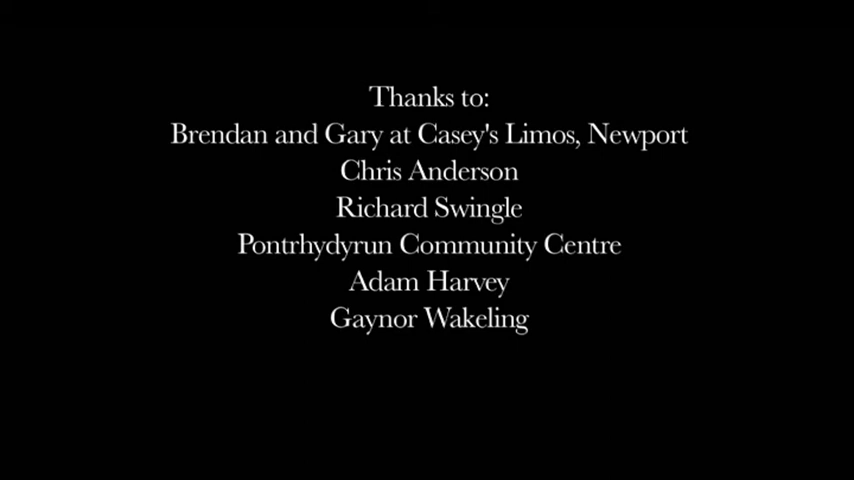 Thanks to:
Brendan and Gary at Casey's Limos, Newport
Chris Anderson
Richard Swingle
Pontrhydyrun Community Centre
Adam Harvey
Gaynor Wakeling